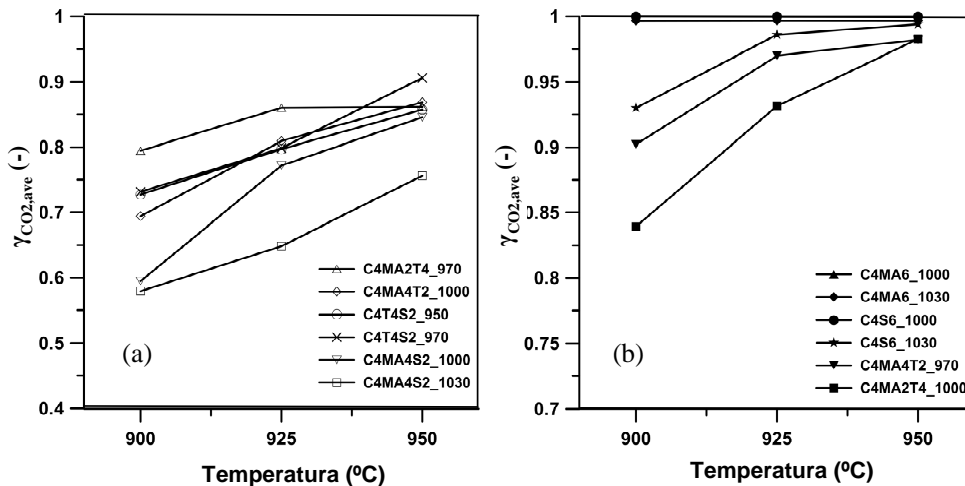 1
0.9
0.8
0.7
0.6
0.5
0.4
γCO2,ave (-)
C4MA2T4_970
C4MA4T2_1000
C4T4S2_950
C4T4S2_970
C4MA4S2_1000
C4MA4S2_1030
(a)
900
925
950
Temperatura (ºC)
1
0.95
0.9
0.85
0.8
0.75
0.7
γCO2,ave (-)
C4MA6_1000
C4MA6_1030
C4S6_1000
C4S6_1030
C4MA4T2_970
C4MA2T4_1000
(b)
900
925
950
Temperatura (ºC)